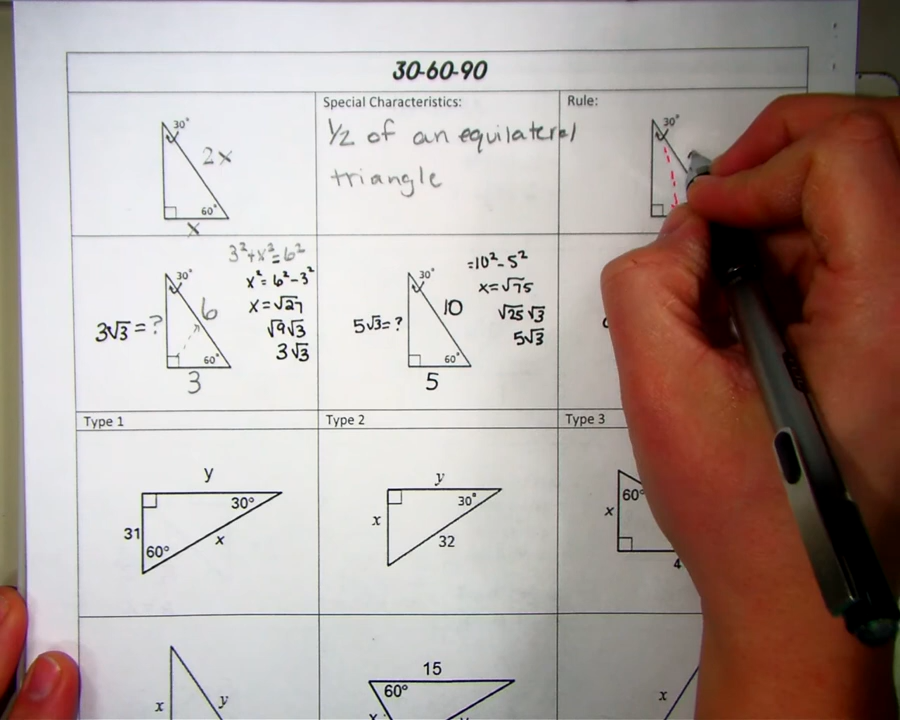 30-60-90
30°
2x
60°
x
Special Characteristics:
1/2 of an equilateral
triangle
Rule:
30°
3²+x²=6²
x²=6²-3²
x=√27
√9√3
3√3
30°
6
3√3=?
60°
3
=10²-5²
x=√75
√25 √3
5√3
30°
10
5√3=?
60°
5
Type 1
Type 2
Type 3
y
30°
31
60°
x
y
30°
x
32
60°
x
4
x
y
15
60°
x